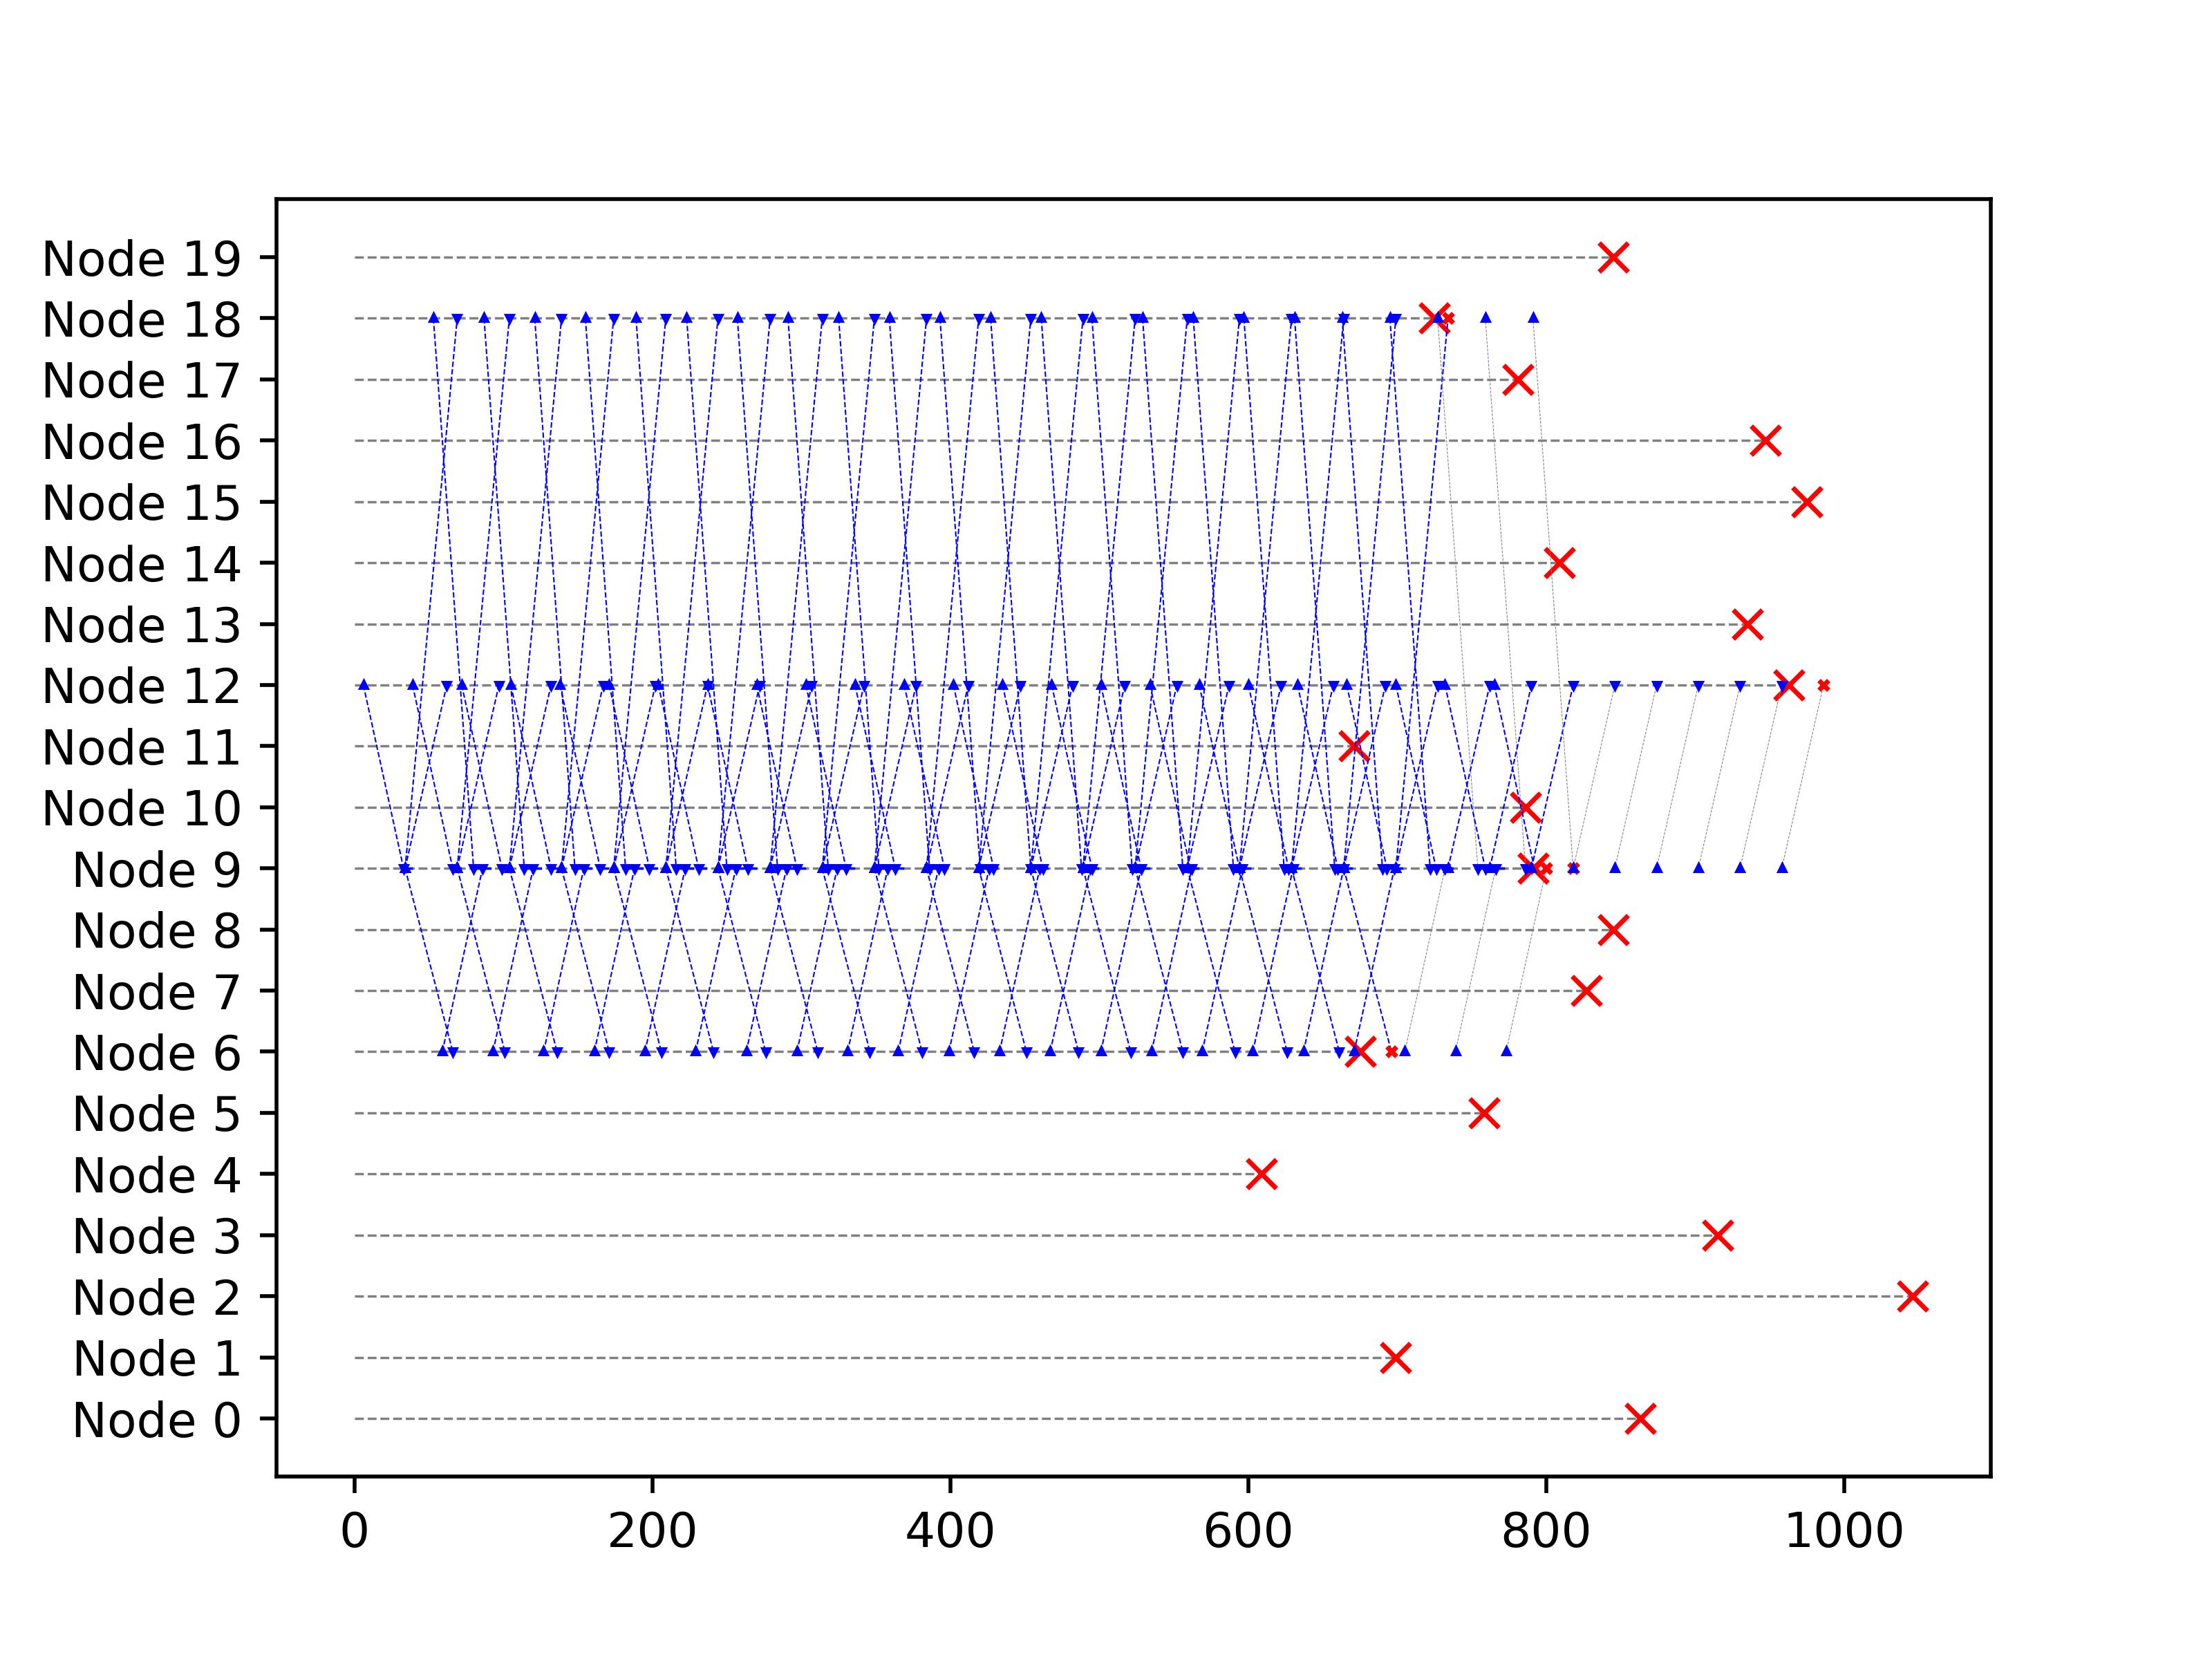 Node 19
Node 18
Node 17
Node 16
Node 15
Node 14
Node 13
Node 12
Node 11
Node 10
Node 9
Node 8
Node 7
Node 6
Node 5
Node 4
Node 3
Node 2
Node 1
Node 0
0 200 400 600 800 1000